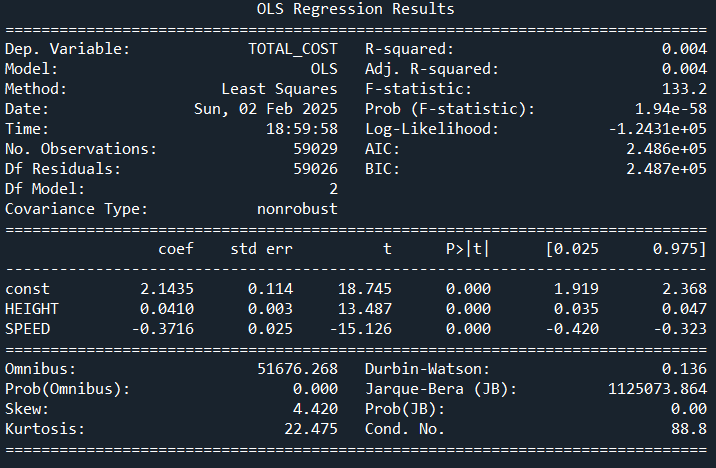 OLS Regression Results
==============================================================================
Dep. Variable:             TOTAL_COST   R-squared:                       0.004
Model:                            OLS   Adj. R-squared:                  0.004
Method:                 Least Squares   F-statistic:                     133.2
Date:                Sun, 02 Feb 2025   Prob (F-statistic):           1.94e-58
Time:                        18:59:58   Log-Likelihood:            -1.2431e+05
No. Observations:               59029   AIC:                         2.486e+05
Df Residuals:                   59026   BIC:                         2.487e+05
Df Model:                           2
Covariance Type:            nonrobust
==============================================================================
                 coef    std err          t      P>|t|      [0.025      0.975]
------------------------------------------------------------------------------
const          2.1435      0.114     18.745      0.000       1.919       2.368
HEIGHT         0.0410      0.003     13.487      0.000       0.035       0.047
SPEED         -0.3716      0.025    -15.126      0.000      -0.420      -0.323
==============================================================================
Omnibus:                    51676.268   Durbin-Watson:                   0.136
Prob(Omnibus):                  0.000   Jarque-Bera (JB):          1125073.864
Skew:                           4.420   Prob(JB):                         0.00
Kurtosis:                      22.475   Cond. No.                         88.8
==============================================================================